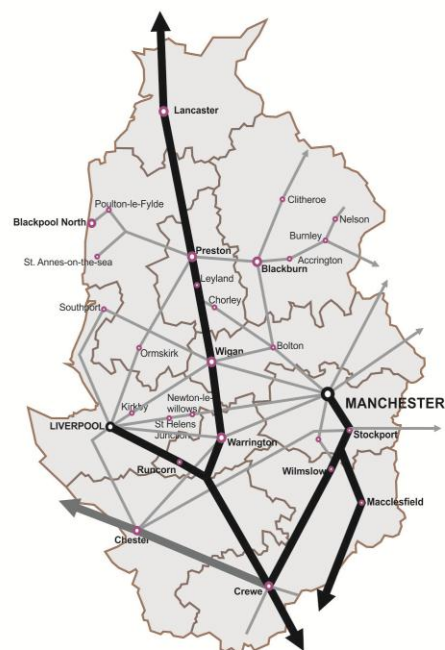 Lancaster
Poulton-le-Fylde
Blackpool North
St. Annes-on-the-sea
Clitheroe
Nelson
Burnley
Accrington
Blackburn
Preston
Leyland
Chorley
Southport
Ormskirk
Wigan
Bolton
MANCHESTER
Kirkby
Newton-le-
willows
LIVERPOOL
St Helens
Junction
Warrington
Stockport
Runcorn
Wilmslow
Macclesfield
Chester
Crewe